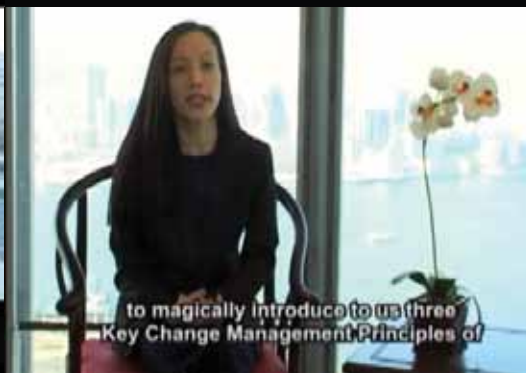 to magically introduce to us three
Key Change Management Principles of